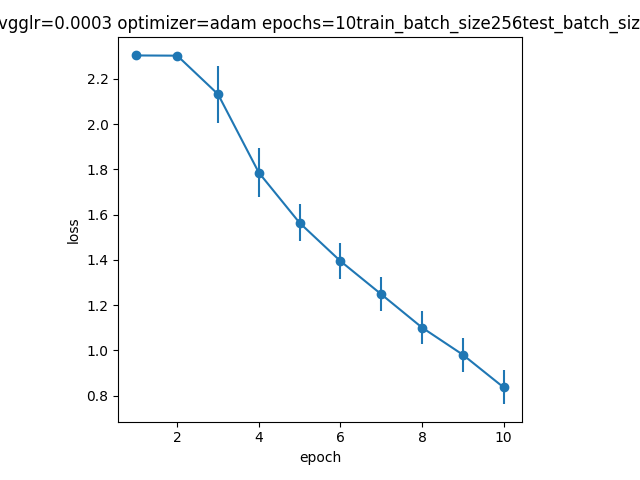 vgglr=0.0003 optimizer=adam epochs=10train_batch_size256test_batch_siz
2.2
2.0
1.8
1.6
1.4
1.2
1.0
0.8
loss
2 4 6 8 10
epoch